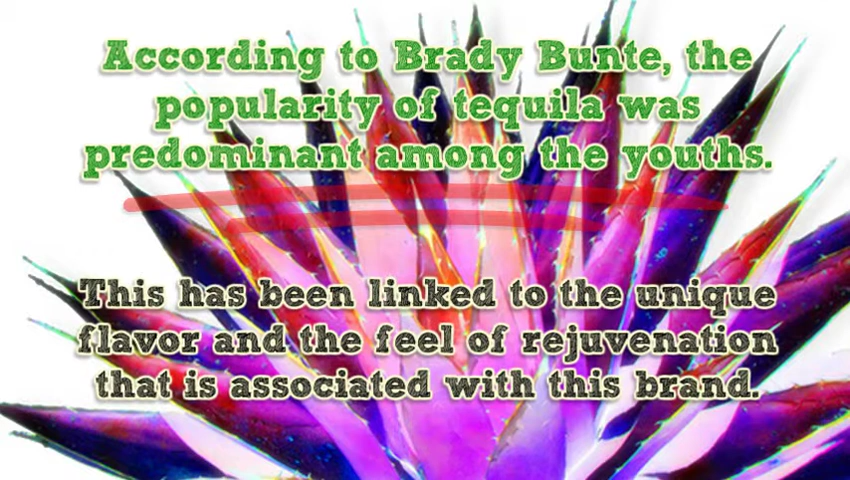 According to Brady Bunte, the
popularity of tequila was
predominant among the youths.
This has been linked to the unique
flavor and the feel of rejuvenation
that is associated with this brand.